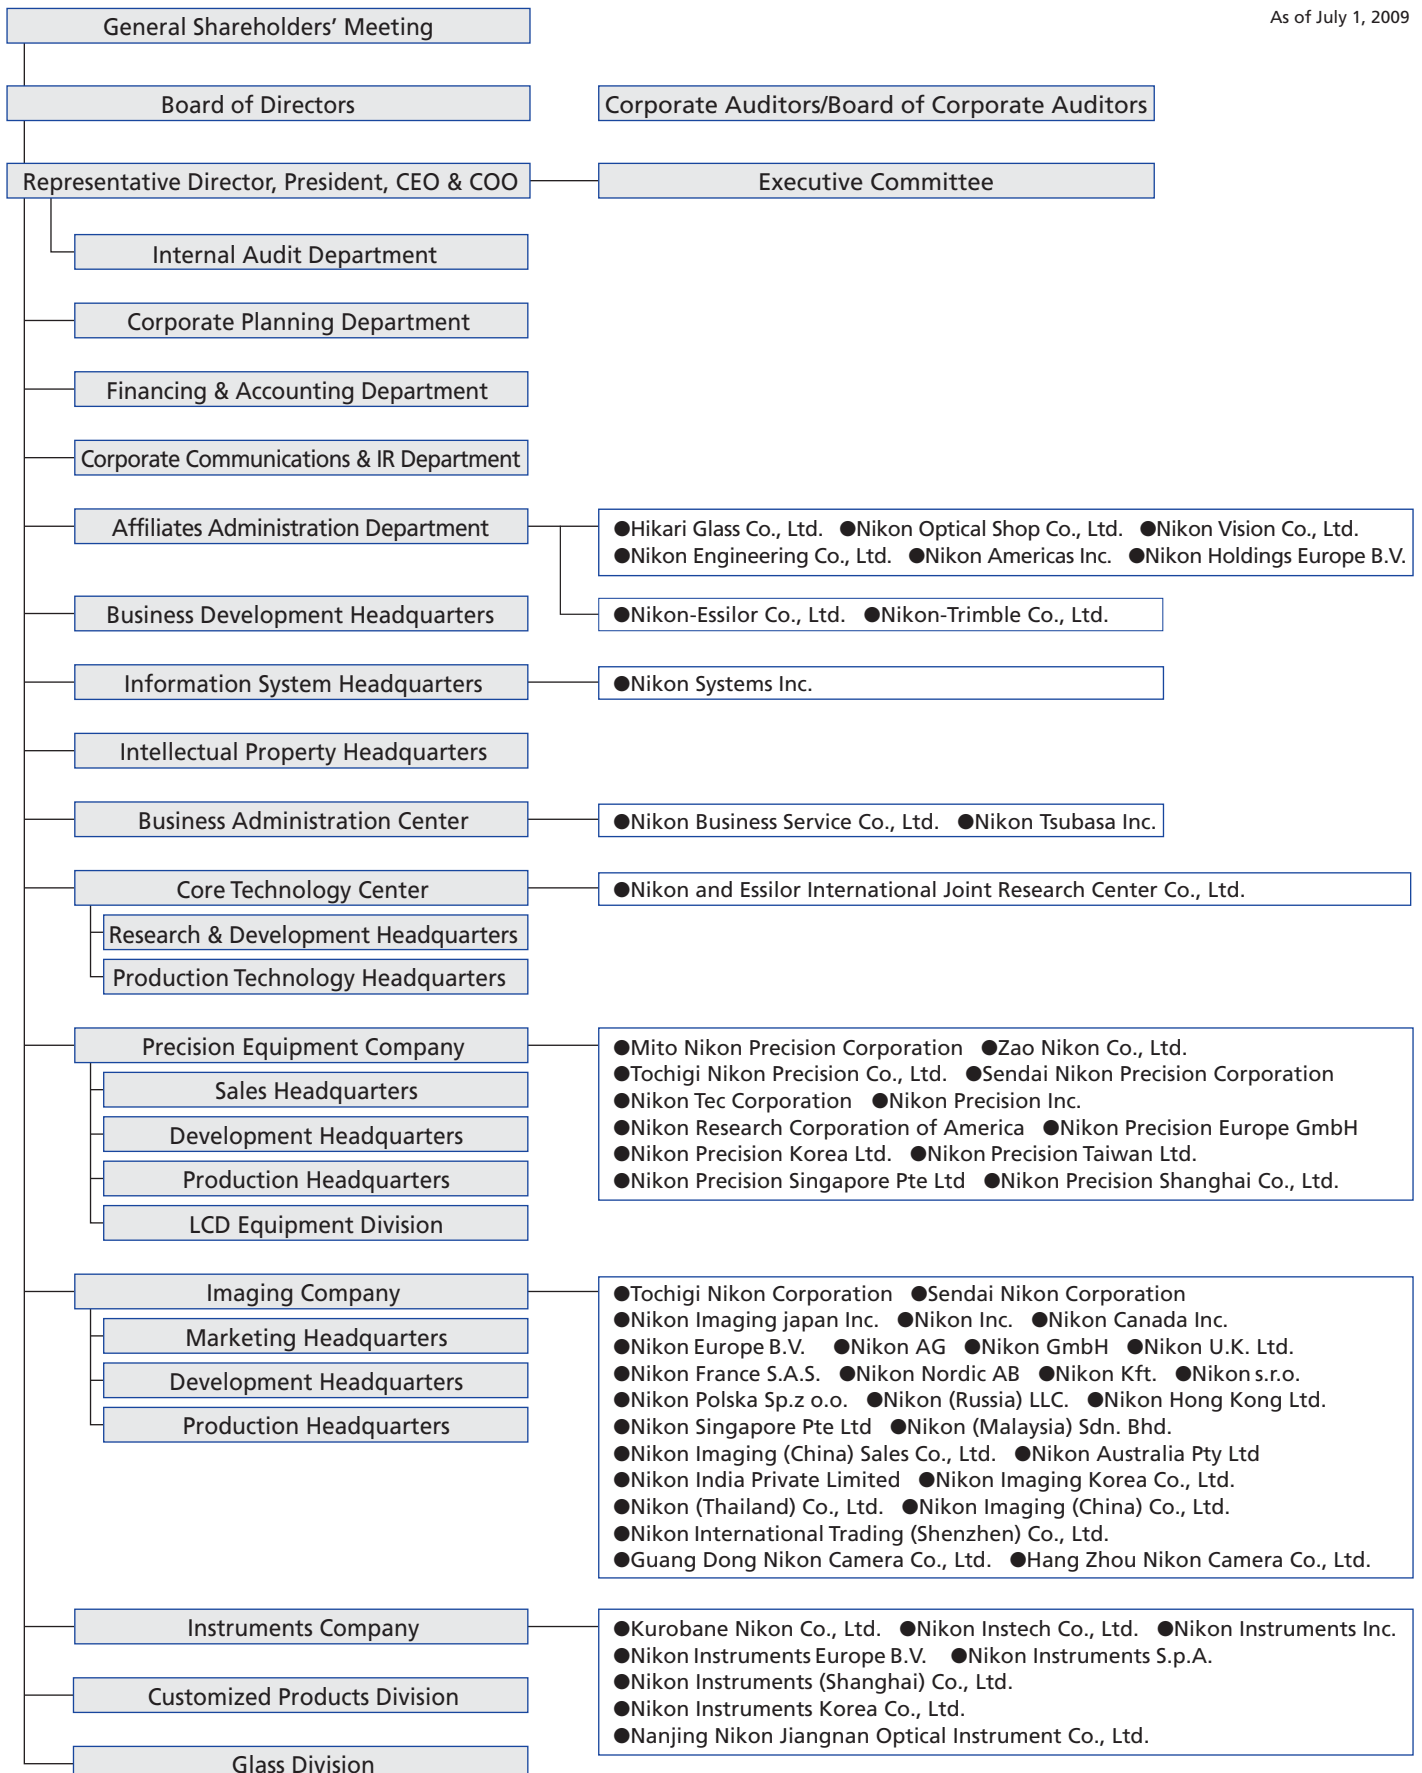 As of July 1, 2009
General Shareholders’ Meeting
Board of Directors
Corporate Auditors/Board of Corporate Auditors
Representative Director, President, CEO & COO
Executive Committee
Internal Audit Department
Corporate Planning Department
Financing & Accounting Department
Corporate Communications & IR Department
Affiliates Administration Department
●Hikari Glass Co., Ltd. ●Nikon Optical Shop Co., Ltd. ●Nikon Vision Co., Ltd.
●Nikon Engineering Co., Ltd. ●Nikon Americas Inc. ●Nikon Holdings Europe B.V.
Business Development Headquarters
●Nikon-Essilor Co., Ltd. ●Nikon-Trimble Co., Ltd.
Information System Headquarters
●Nikon Systems Inc.
Intellectual Property Headquarters
Business Administration Center
●Nikon Business Service Co., Ltd. ●Nikon Tsubasa Inc.
Core Technology Center
●Nikon and Essilor International Joint Research Center Co., Ltd.
Research & Development Headquarters
Production Technology Headquarters
Precision Equipment Company
Sales Headquarters
Development Headquarters
Production Headquarters
LCD Equipment Division
●Mito Nikon Precision Corporation ●Zao Nikon Co., Ltd.
●Tochigi Nikon Precision Co., Ltd. ●Sendai Nikon Precision Corporation
●Nikon Tec Corporation ●Nikon Precision Inc.
●Nikon Research Corporation of America ●Nikon Precision Europe GmbH
●Nikon Precision Korea Ltd. ●Nikon Precision Taiwan Ltd.
●Nikon Precision Singapore Pte Ltd ●Nikon Precision Shanghai Co., Ltd.
Imaging Company
Marketing Headquarters
Development Headquarters
Production Headquarters
●Tochigi Nikon Corporation ●Sendai Nikon Corporation
●Nikon Imaging japan Inc. ●Nikon Inc. ●Nikon Canada Inc.
●Nikon Europe B.V. ●Nikon AG ●Nikon GmbH ●Nikon U.K. Ltd.
●Nikon France S.A.S. ●Nikon Nordic AB ●Nikon Kft. ●Nikon s.r.o.
●Nikon Polska Sp.z o.o. ●Nikon (Russia) LLC. ●Nikon Hong Kong Ltd.
●Nikon Singapore Pte Ltd ●Nikon (Malaysia) Sdn. Bhd.
●Nikon Imaging (China) Sales Co., Ltd. ●Nikon Australia Pty Ltd
●Nikon India Private Limited ●Nikon Imaging Korea Co., Ltd.
●Nikon (Thailand) Co., Ltd. ●Nikon Imaging (China) Co., Ltd.
●Nikon International Trading (Shenzhen) Co., Ltd.
●Guang Dong Nikon Camera Co., Ltd. ●Hang Zhou Nikon Camera Co., Ltd.
Instruments Company
●Kurobane Nikon Co., Ltd. ●Nikon Instech Co., Ltd. ●Nikon Instruments Inc.
●Nikon Instruments Europe B.V. ●Nikon Instruments S.p.A.
●Nikon Instruments (Shanghai) Co., Ltd.
●Nikon Instruments Korea Co., Ltd.
●Nanjing Nikon Jiangnan Optical Instrument Co., Ltd.
Customized Products Division
Glass Division